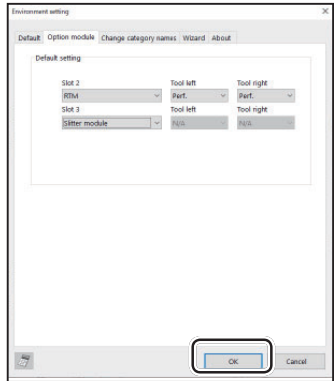 Environment setting
Default Option module Change category names Wizard About
Default setting
Slot 2 Tool left Tool right
RTM Perf. Perf.
Slot 3 Tool left Tool right
Slitter module N/A N/A
OK Cancel